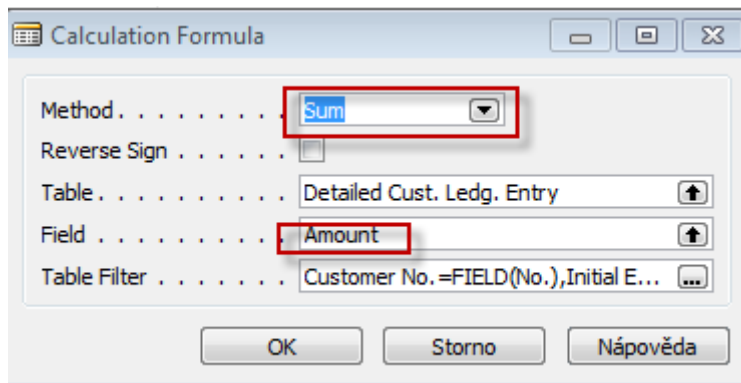 Calculation Formula
Method . . . . . . . . . Sum
Reverse Sign . . . . . .
Table . . . . . . . . . . Detailed Cust. Ledg. Entry
Field . . . . . . . . . . Amount
Table Filter . . . . . . . Customer No.=FIELD(No.),Initial E... ...
OK Storno Nápověda